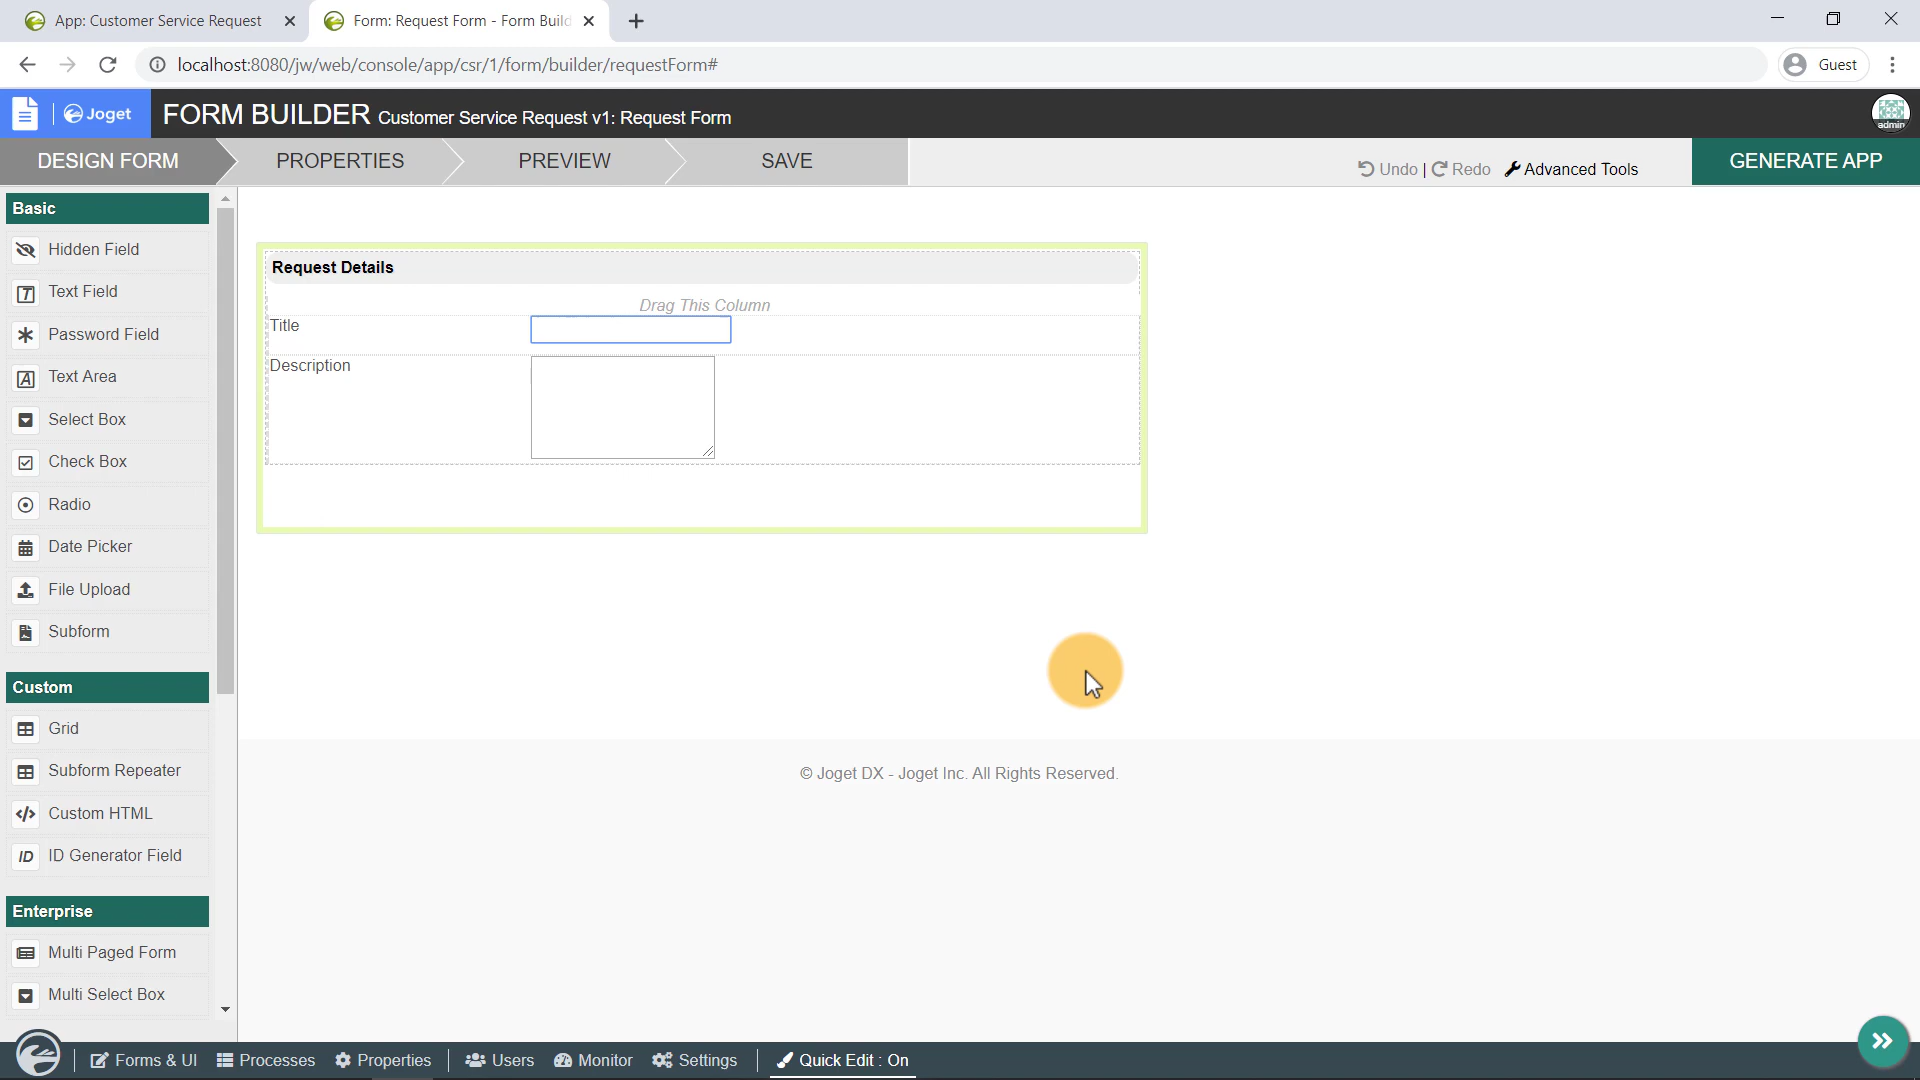 App: Customer Service Request
Form: Request Form - Form Build
localhost:8080/jw/web/console/app/csr/1/form/builder/requestForm#
Guest
Joget
FORM BUILDER Customer Service Request v1: Request Form
admin
DESIGN FORM
PROPERTIES
PREVIEW
SAVE
Undo | Redo
Advanced Tools
GENERATE APP
Basic
Hidden Field
Text Field
Password Field
Text Area
Select Box
Check Box
Radio
Date Picker
File Upload
Subform
Custom
Grid
Subform Repeater
Custom HTML
ID Generator Field
Enterprise
Multi Paged Form
Multi Select Box
Request Details
Drag This Column
Title
Description
© Joget DX - Joget Inc. All Rights Reserved.
Forms & UI
Processes
Properties
Users
Monitor
Settings
Quick Edit : On